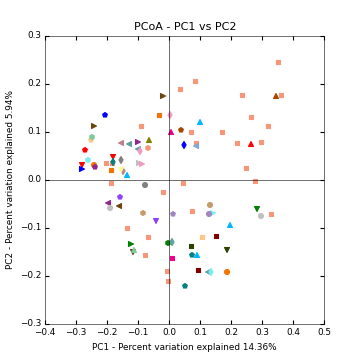 PCoA - PC1 vs PC2
0.3
0.2
0.1
0.0
−0.1
−0.2
−0.3
PC2 - Percent variation explained 5.94%
−0.4 −0.3 −0.2 −0.1 0.0 0.1 0.2 0.3 0.4 0.5
PC1 - Percent variation explained 14.36%